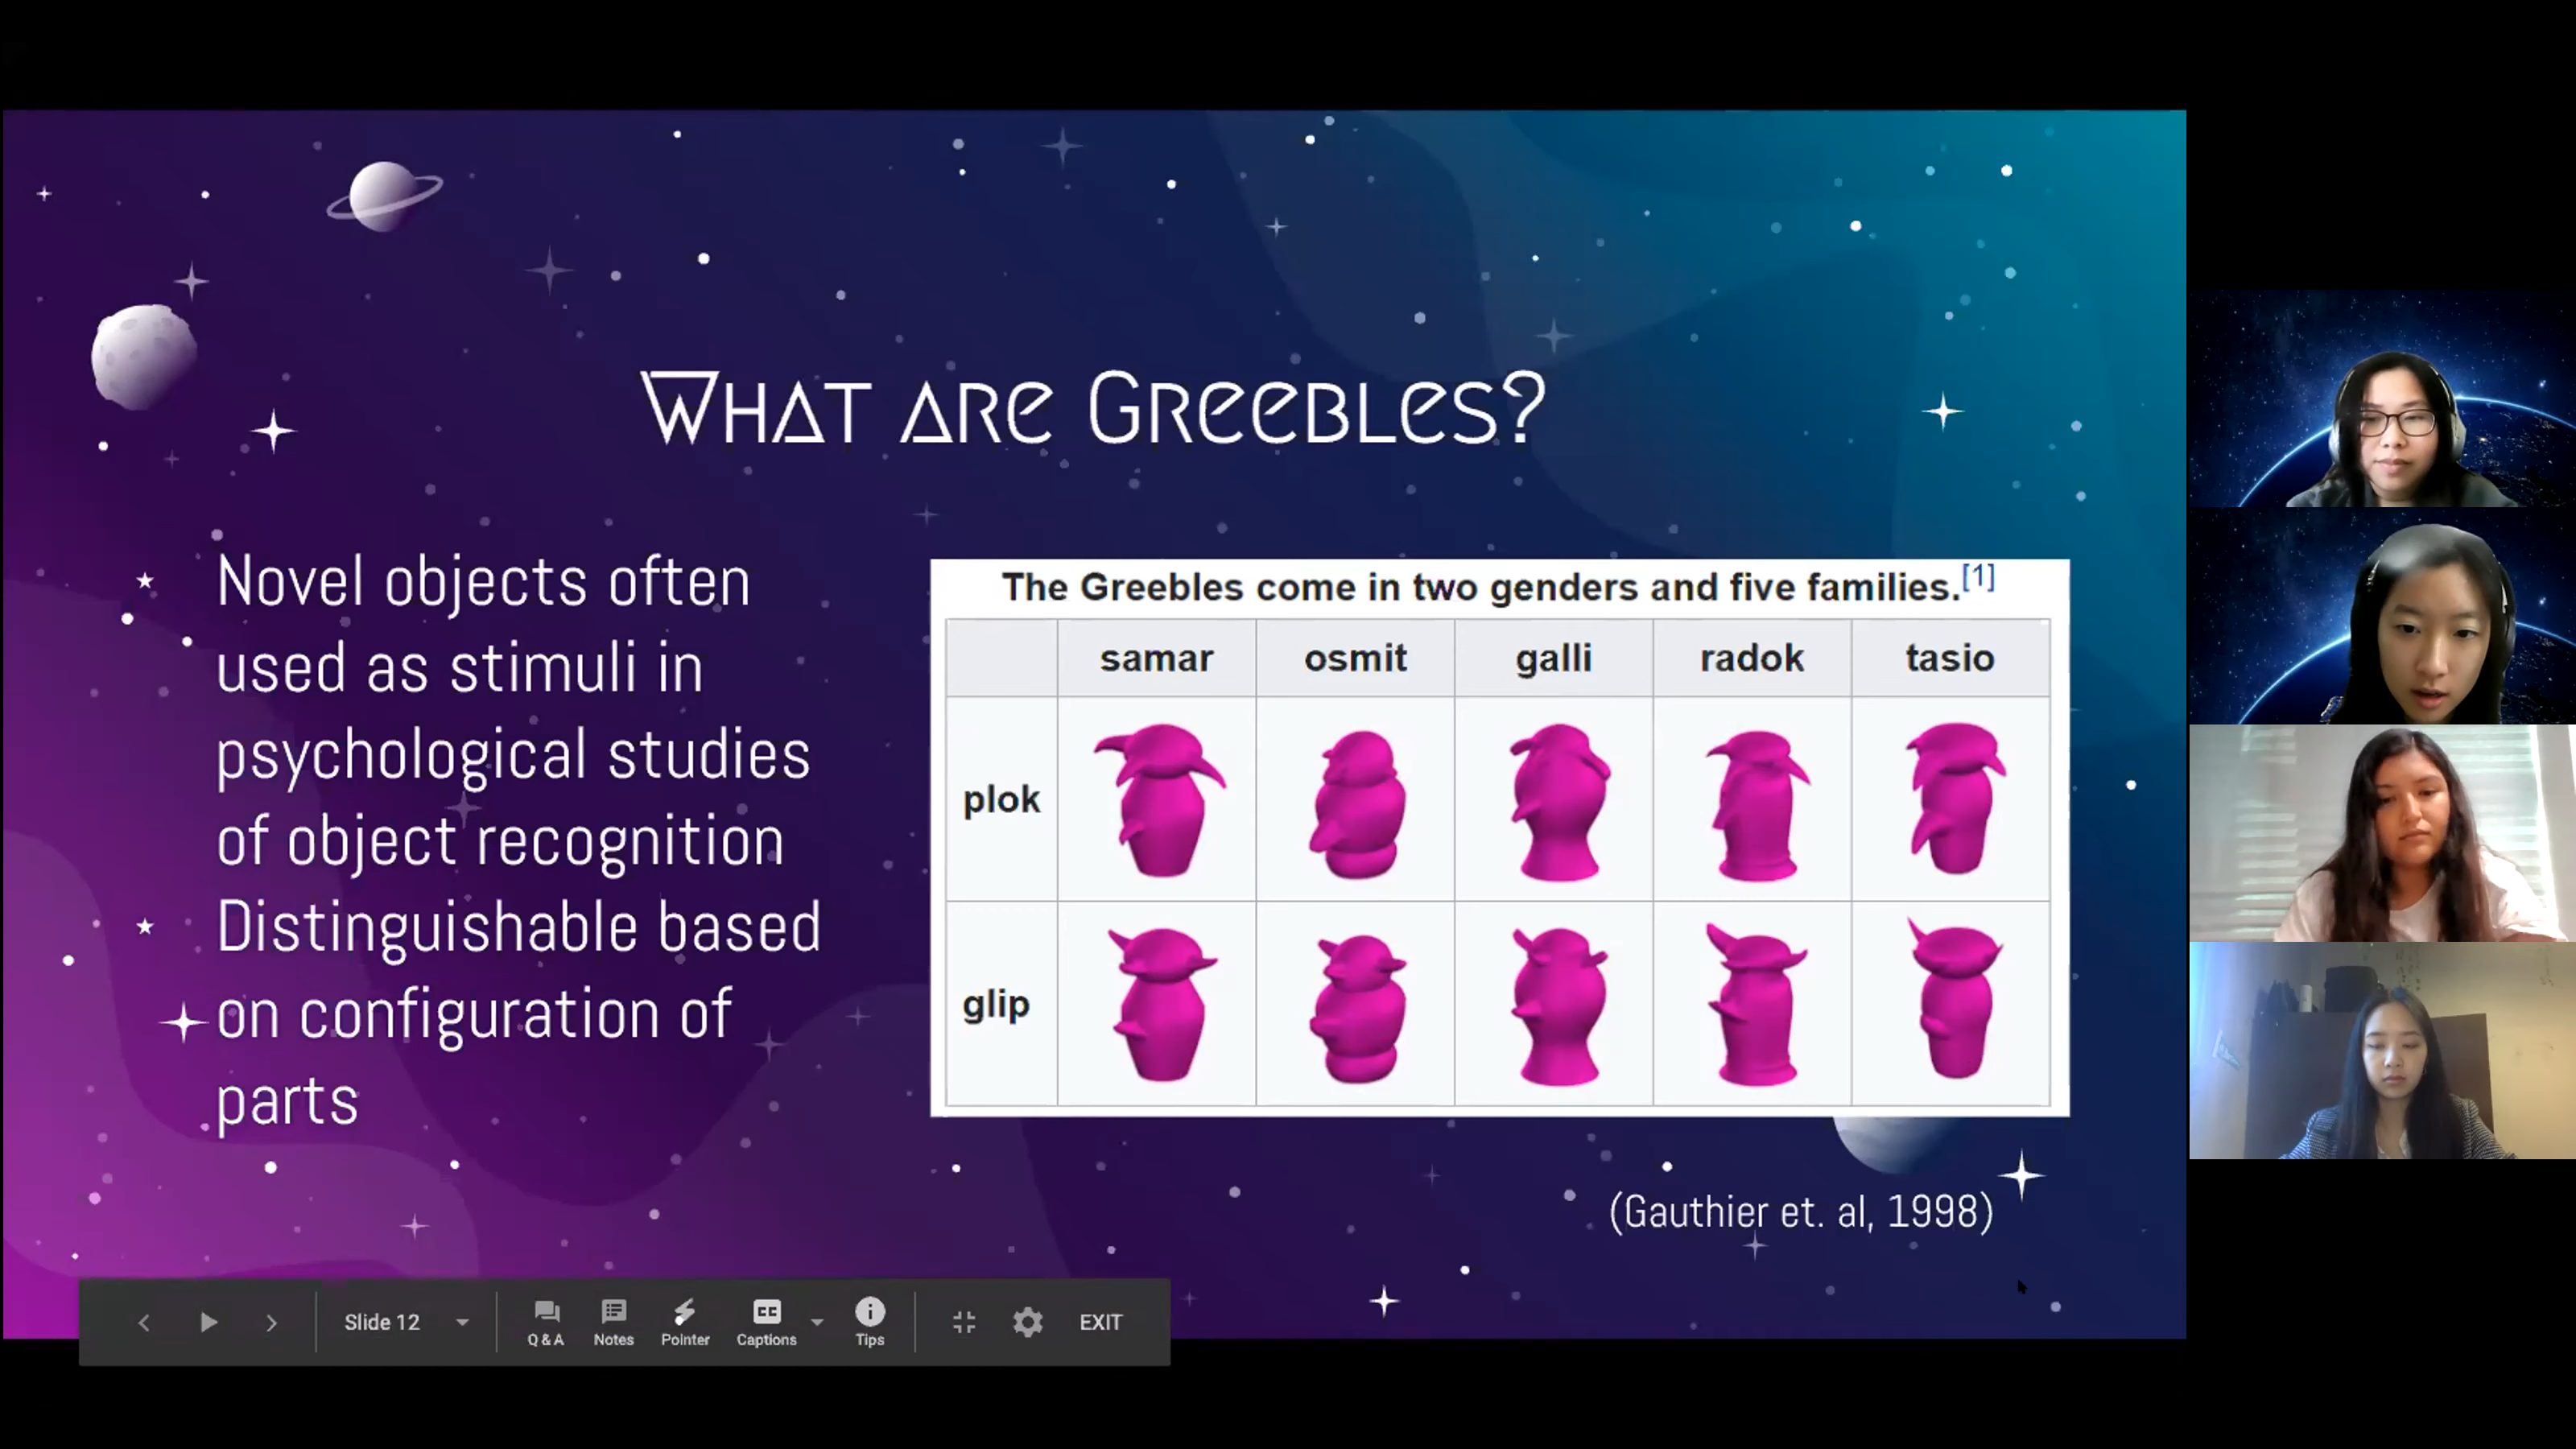 What are Greebles?
Novel objects often
used as stimuli in
psychological studies
of object recognition
Distinguishable based
on configuration of
parts
The Greebles come in two genders and five families.[1]
samar osmit galli radok tasio
plok
glip
(Gauthier et. al, 1998)
Slide 12
Q & A Notes Pointer Captions Tips EXIT